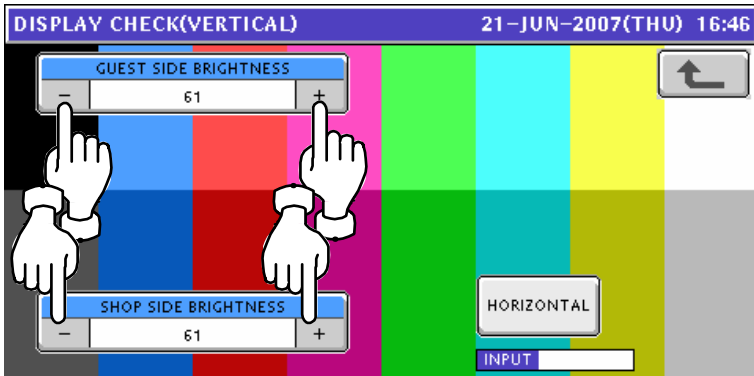 DISPLAY CHECK(VERTICAL) 21-JUN-2007(THU) 16:46
GUEST SIDE BRIGHTNESS
- 61 +
SHOP SIDE BRIGHTNESS
- 61 +
HORIZONTAL
INPUT